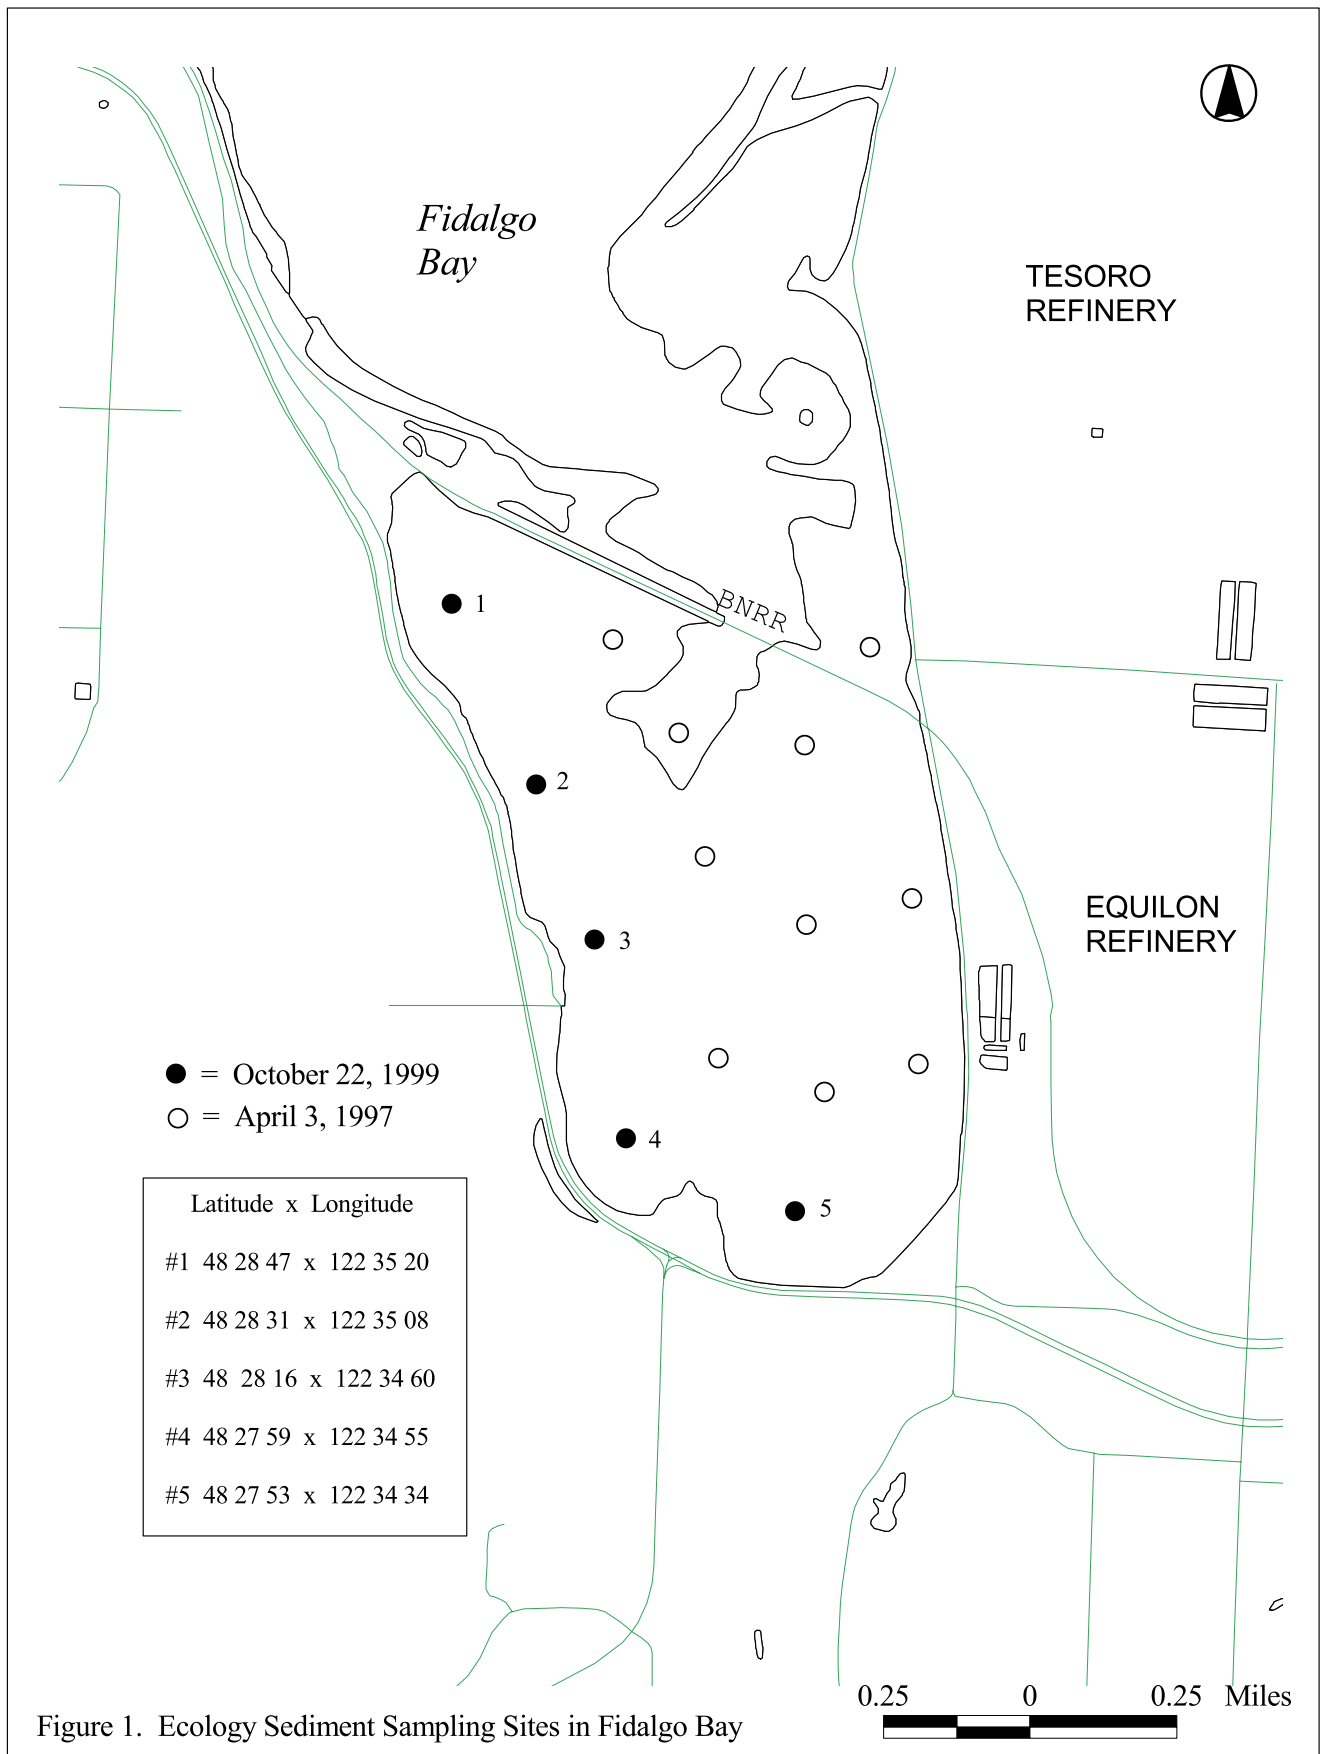 Fidalgo
Bay
TESORO
REFINERY
BNRR
1
2
3
EQUILON
REFINERY
4
5
= October 22, 1999
= April 3, 1997
Latitude x Longitude
#1 48 28 47 x 122 35 20
#2 48 28 31 x 122 35 08
#3 48 28 16 x 122 34 60
#4 48 27 59 x 122 34 55
#5 48 27 53 x 122 34 34
0.25 0 0.25 Miles
Figure 1. Ecology Sediment Sampling Sites in Fidalgo Bay